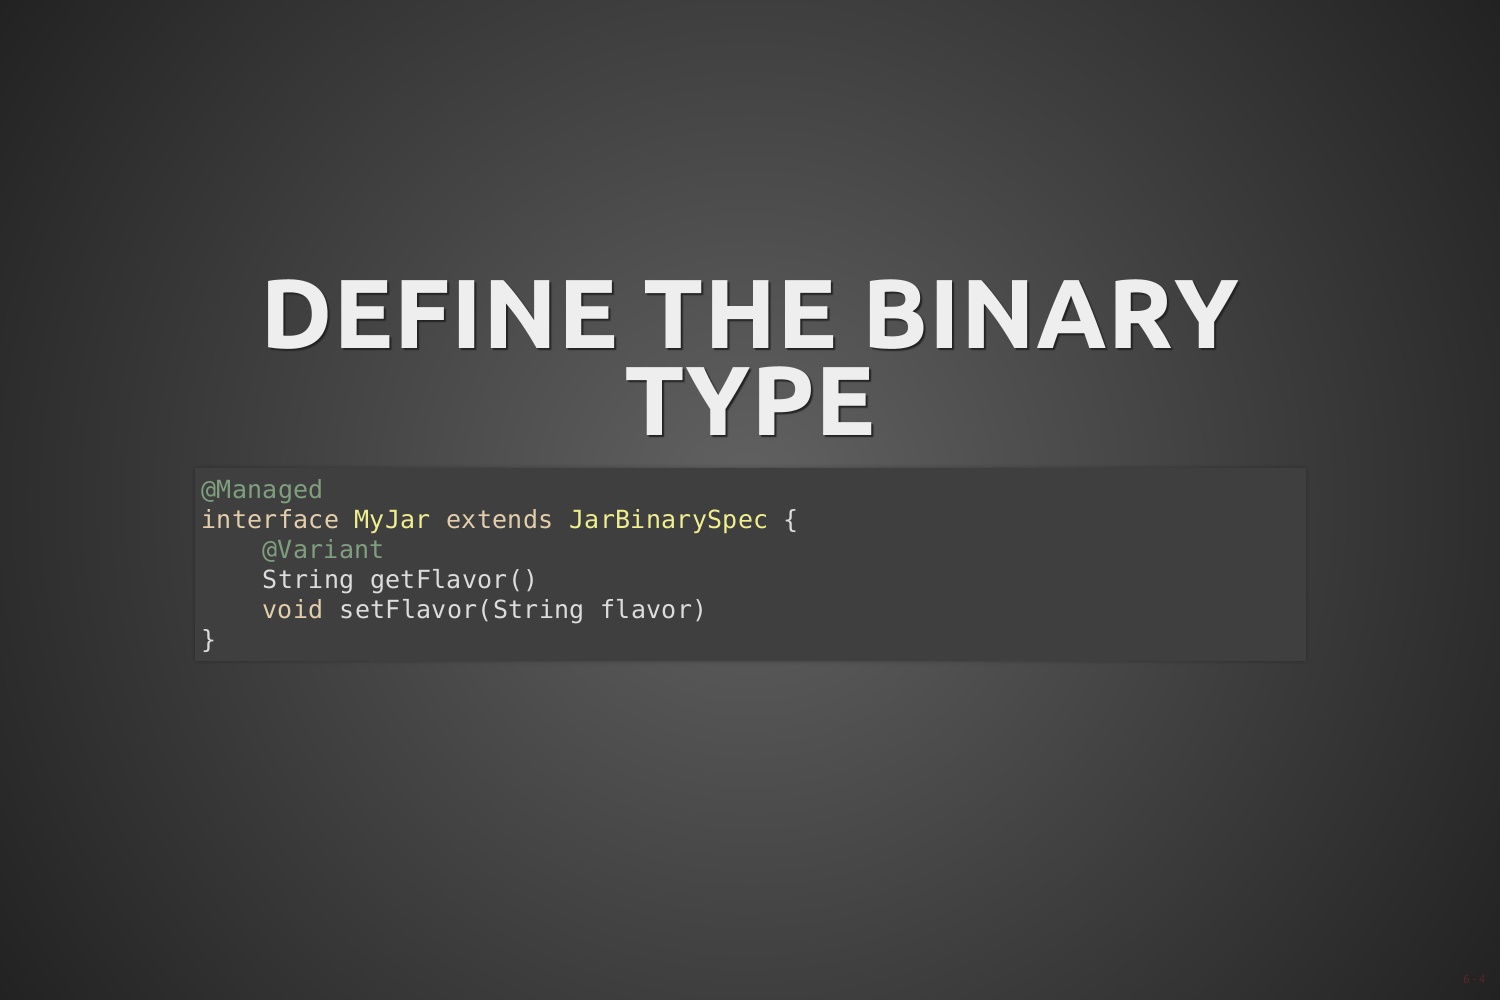 DEFINE THE BINARY
TYPE
@Managed
interface MyJar extends JarBinarySpec {
    @Variant
    String getFlavor()
    void setFlavor(String flavor)
}
6-4